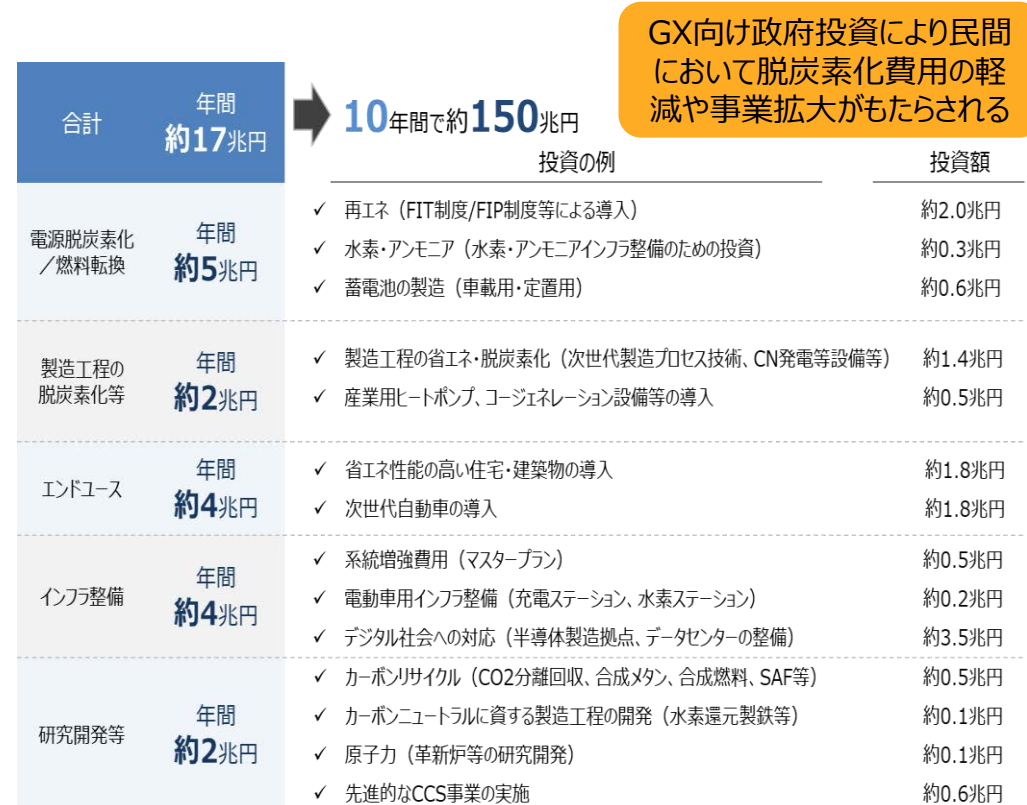 GX向け政府投資により民間
において脱炭素化費用の軽
減や事業拡大がもたらされる
合計 年間 約17兆円 10年間で約150兆円
投資の例 投資額
電源脱炭素化
／燃料転換
年間
約5兆円
✓ 再エネ（FIT制度/FIP制度等による導入） 約2.0兆円
✓ 水素・アンモニア（水素・アンモニアインフラ整備のための投資） 約0.3兆円
✓ 蓄電池の製造（車載用・定置用） 約0.6兆円
製造工程の
脱炭素化等
年間
約2兆円
✓ 製造工程の省エネ・脱炭素化（次世代製造プロセス技術、CN発電等設備等） 約1.4兆円
✓ 産業用ヒートポンプ、コージェネレーション設備等の導入 約0.5兆円
エンドユース
年間
約4兆円
✓ 省エネ性能の高い住宅・建築物の導入 約1.8兆円
✓ 次世代自動車の導入 約1.8兆円
インフラ整備
年間
約4兆円
✓ 系統増強費用（マスタープラン） 約0.5兆円
✓ 電動車用インフラ整備（充電ステーション、水素ステーション） 約0.2兆円
✓ デジタル社会への対応（半導体製造拠点、データセンターの整備） 約3.5兆円
研究開発等
年間
約2兆円
✓ カーボンリサイクル（CO2分離回収、合成メタン、合成燃料、SAF等） 約0.5兆円
✓ カーボンニュートラルに資する製造工程の開発（水素還元製鉄等） 約0.1兆円
✓ 原子力（革新炉等の研究開発） 約0.1兆円
✓ 先進的なCCS事業の実施 約0.6兆円